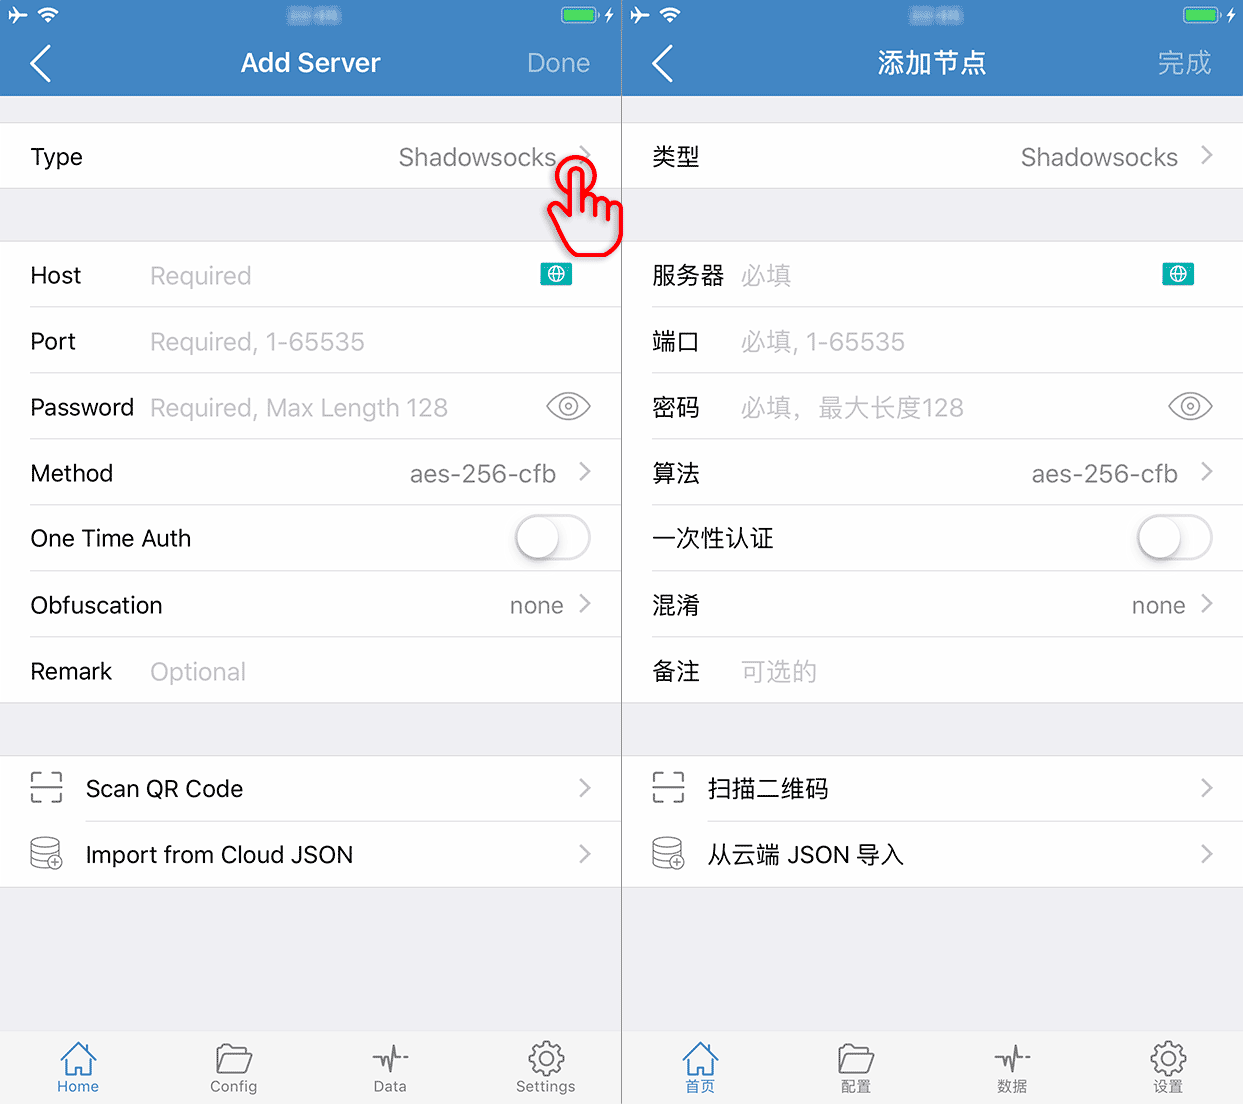 Add Server
Done
Type
Shadowsocks
Host
Required
Port
Required, 1-65535
Password
Required, Max Length 128
Method
aes-256-cfb
One Time Auth
Obfuscation
none
Remark
Optional
Scan QR Code
Import from Cloud JSON
Home
Config
Data
Settings
添加节点
完成
类型
Shadowsocks
服务器
必填
端口
必填, 1-65535
密码
必填，最大长度128
算法
aes-256-cfb
一次性认证
混淆
none
备注
可选的
扫描二维码
从云端 JSON 导入
首页
配置
数据
设置